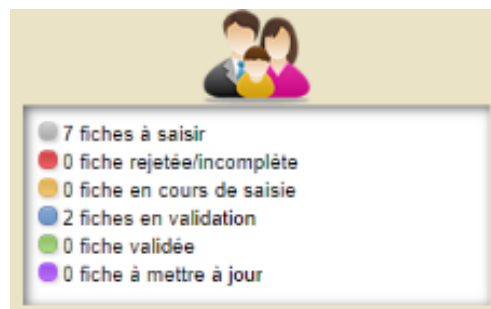 7 fiches à saisir
0 fiche rejetée/incomplète
0 fiche en cours de saisie
2 fiches en validation
0 fiche validée
0 fiche à mettre à jour